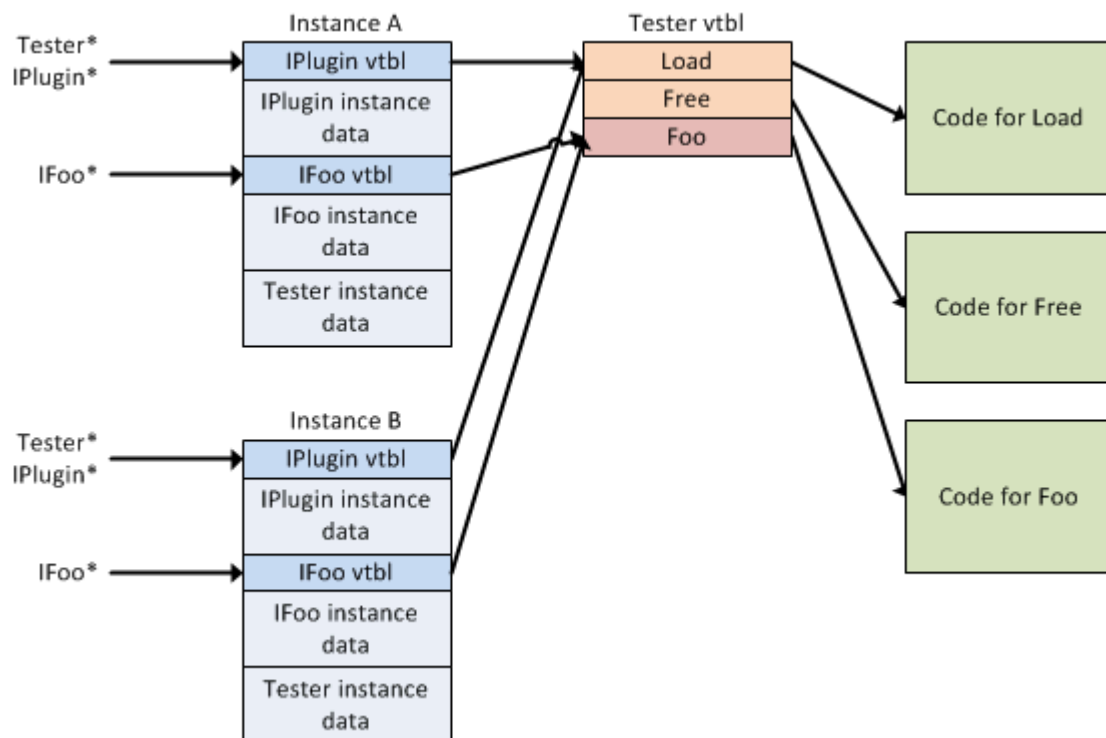 Instance A
Tester vtbl
Tester*
IPlugin*
IPlugin vtbl
Load
IPlugin instance
data
Free
Foo
Code for Load
IFoo*
IFoo vtbl
IFoo instance
data
Tester instance
data
Code for Free
Instance B
Tester*
IPlugin*
IPlugin vtbl
IPlugin instance
data
Code for Foo
IFoo*
IFoo vtbl
IFoo instance
data
Tester instance
data